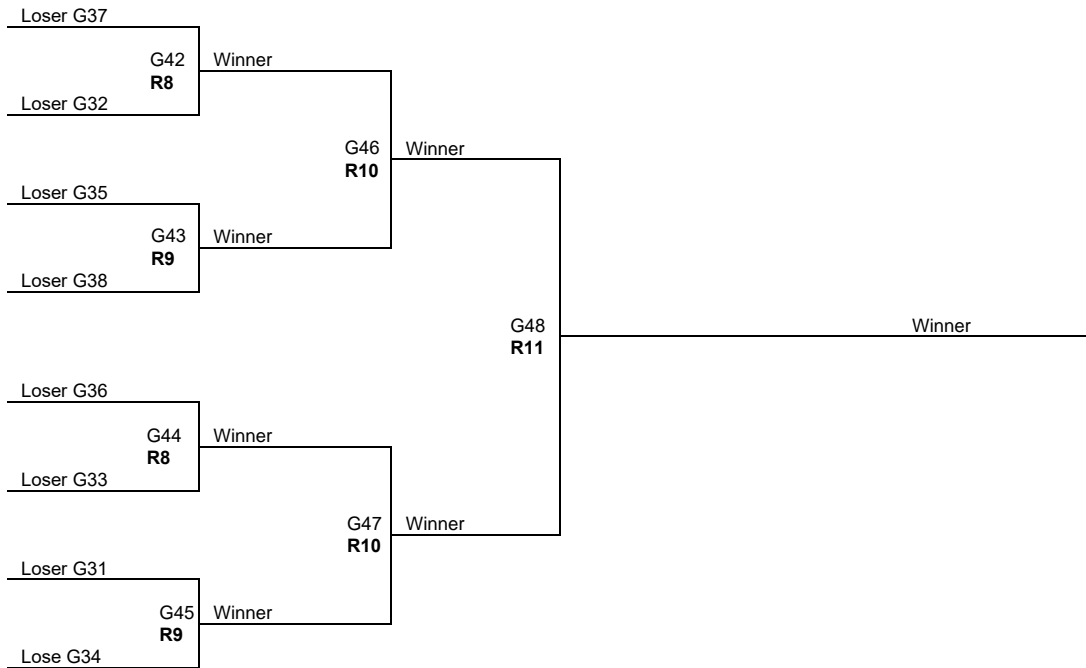 Loser G37
G42 Winner
R8
Loser G32
G46 Winner
R10
Loser G35
G43 Winner
R9
Loser G38
G48 Winner
R11
Loser G36
G44 Winner
R8
Loser G33
G47 Winner
R10
Loser G31
G45 Winner
R9
Lose G34